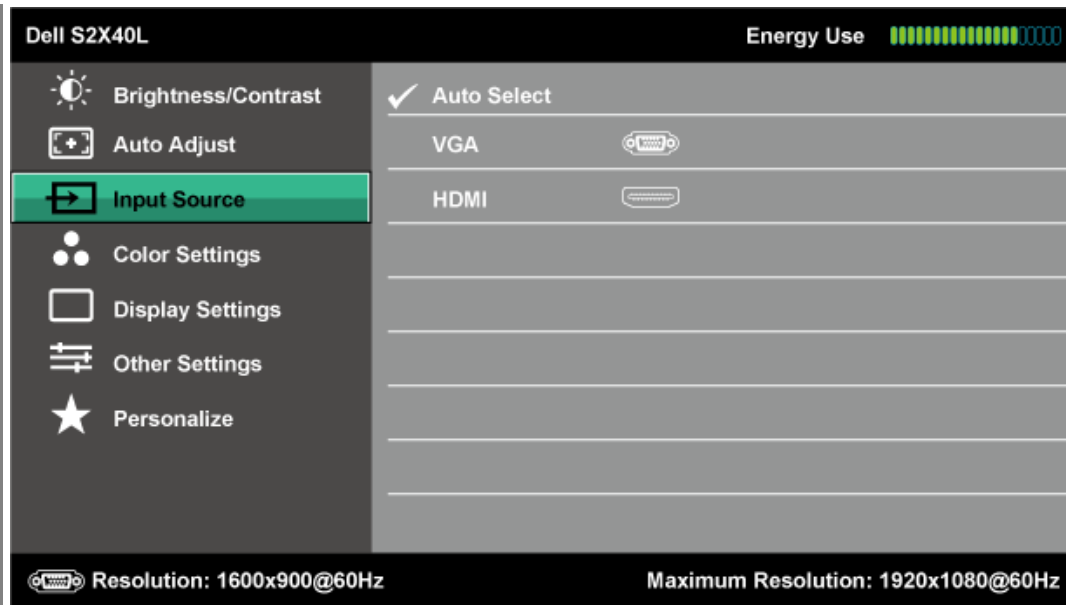 Dell S2X40L Energy Use
Brightness/Contrast
Auto Adjust
Input Source
Color Settings
Display Settings
Other Settings
Personalize
Auto Select
VGA
HDMI
Resolution: 1600x900@60Hz Maximum Resolution: 1920x1080@60Hz